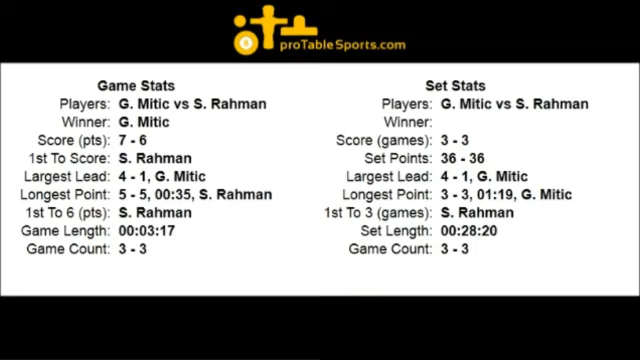 proTableSports.com
Game Stats
Players: G. Mitic vs S. Rahman
Winner: G. Mitic
Score (pts): 7 - 6
1st To Score: S. Rahman
Largest Lead: 4 - 1, G. Mitic
Longest Point: 5 - 5, 00:35, S. Rahman
1st To 6 (pts): S. Rahman
Game Length: 00:03:17
Game Count: 3 - 3
Set Stats
Players: G. Mitic vs S. Rahman
Winner:
Score (games): 3 - 3
Set Points: 36 - 36
Largest Lead: 4 - 1, G. Mitic
Longest Point: 3 - 3, 01:19, G. Mitic
1st To 3 (games): S. Rahman
Set Length: 00:28:20
Game Count: 3 - 3